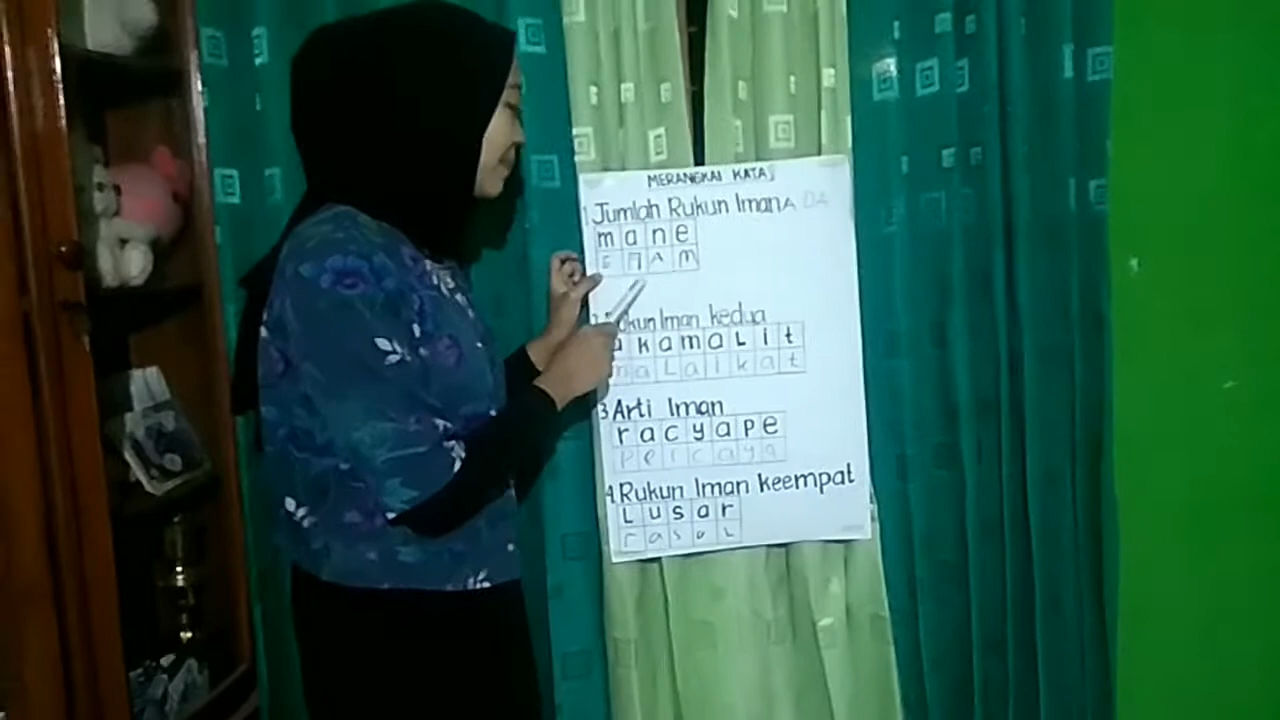 MERANGKAI KATA
1 Jumlah Rukun Iman ADA
m a n e
E n A m
2. Rukun Iman kedua
a k a m a L i t
m a L a i k a t
3 Arti Iman
r a c y a p e
p e r c a y a
4 Rukun Iman keempat
L u s a r
r a s u L